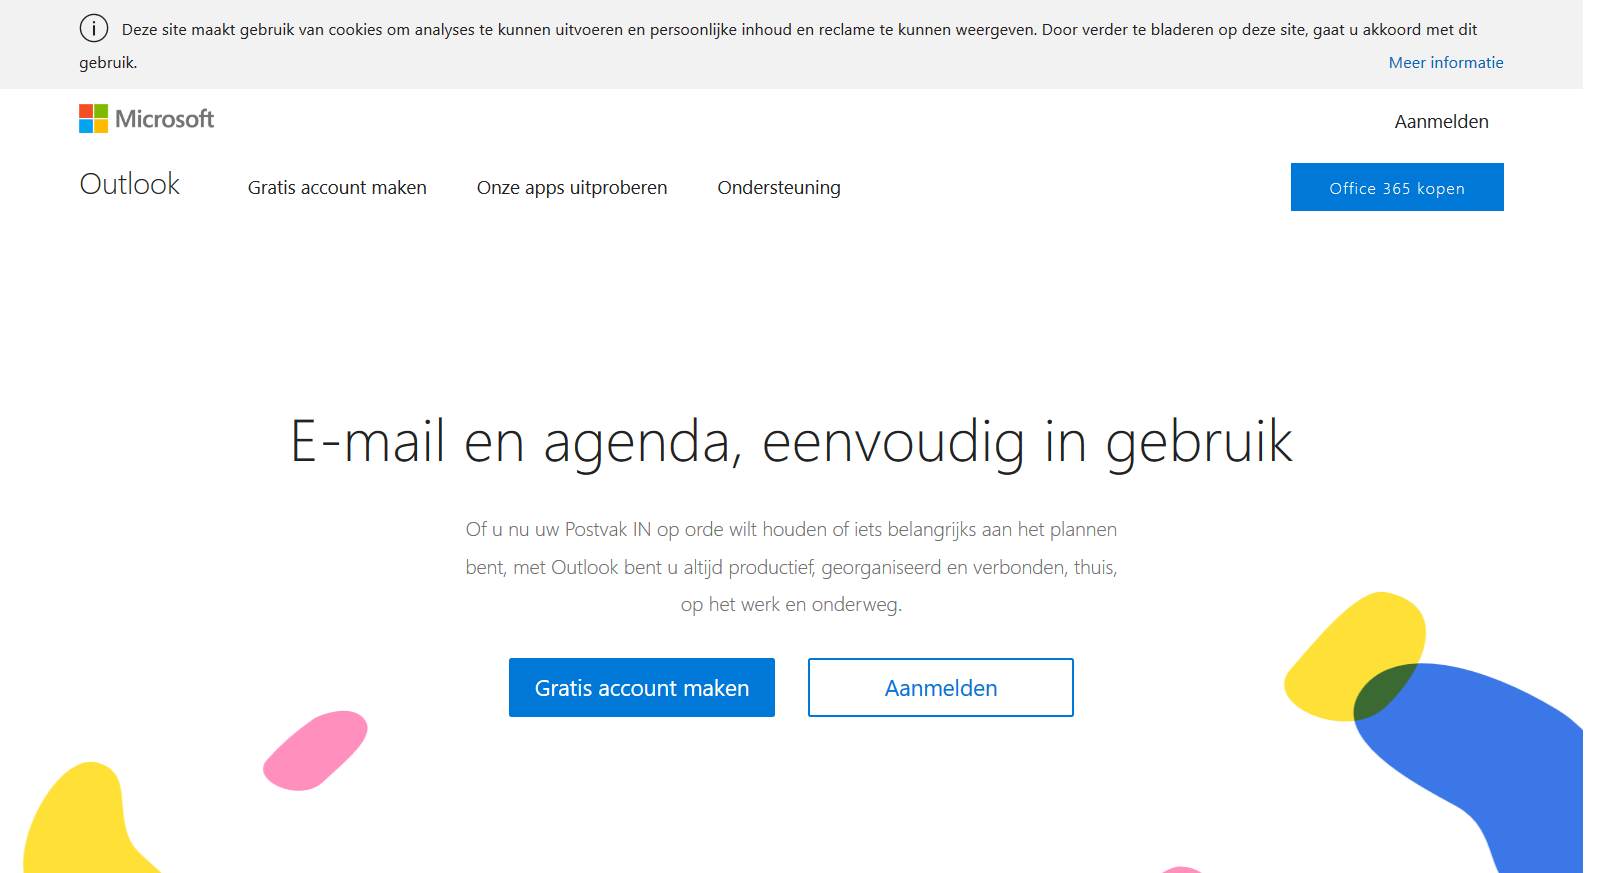 Deze site maakt gebruik van cookies om analyses te kunnen uitvoeren en persoonlijke inhoud en reclame te kunnen weergeven. Door verder te bladeren op deze site, gaat u akkoord met dit
gebruik.
Meer informatie
Microsoft
Aanmelden
Outlook
Gratis account maken
Onze apps uitproberen
Ondersteuning
Office 365 kopen
E-mail en agenda, eenvoudig in gebruik
Of u nu uw Postvak IN op orde wilt houden of iets belangrijks aan het plannen
bent, met Outlook bent u altijd productief, georganiseerd en verbonden, thuis,
op het werk en onderweg.
Gratis account maken
Aanmelden